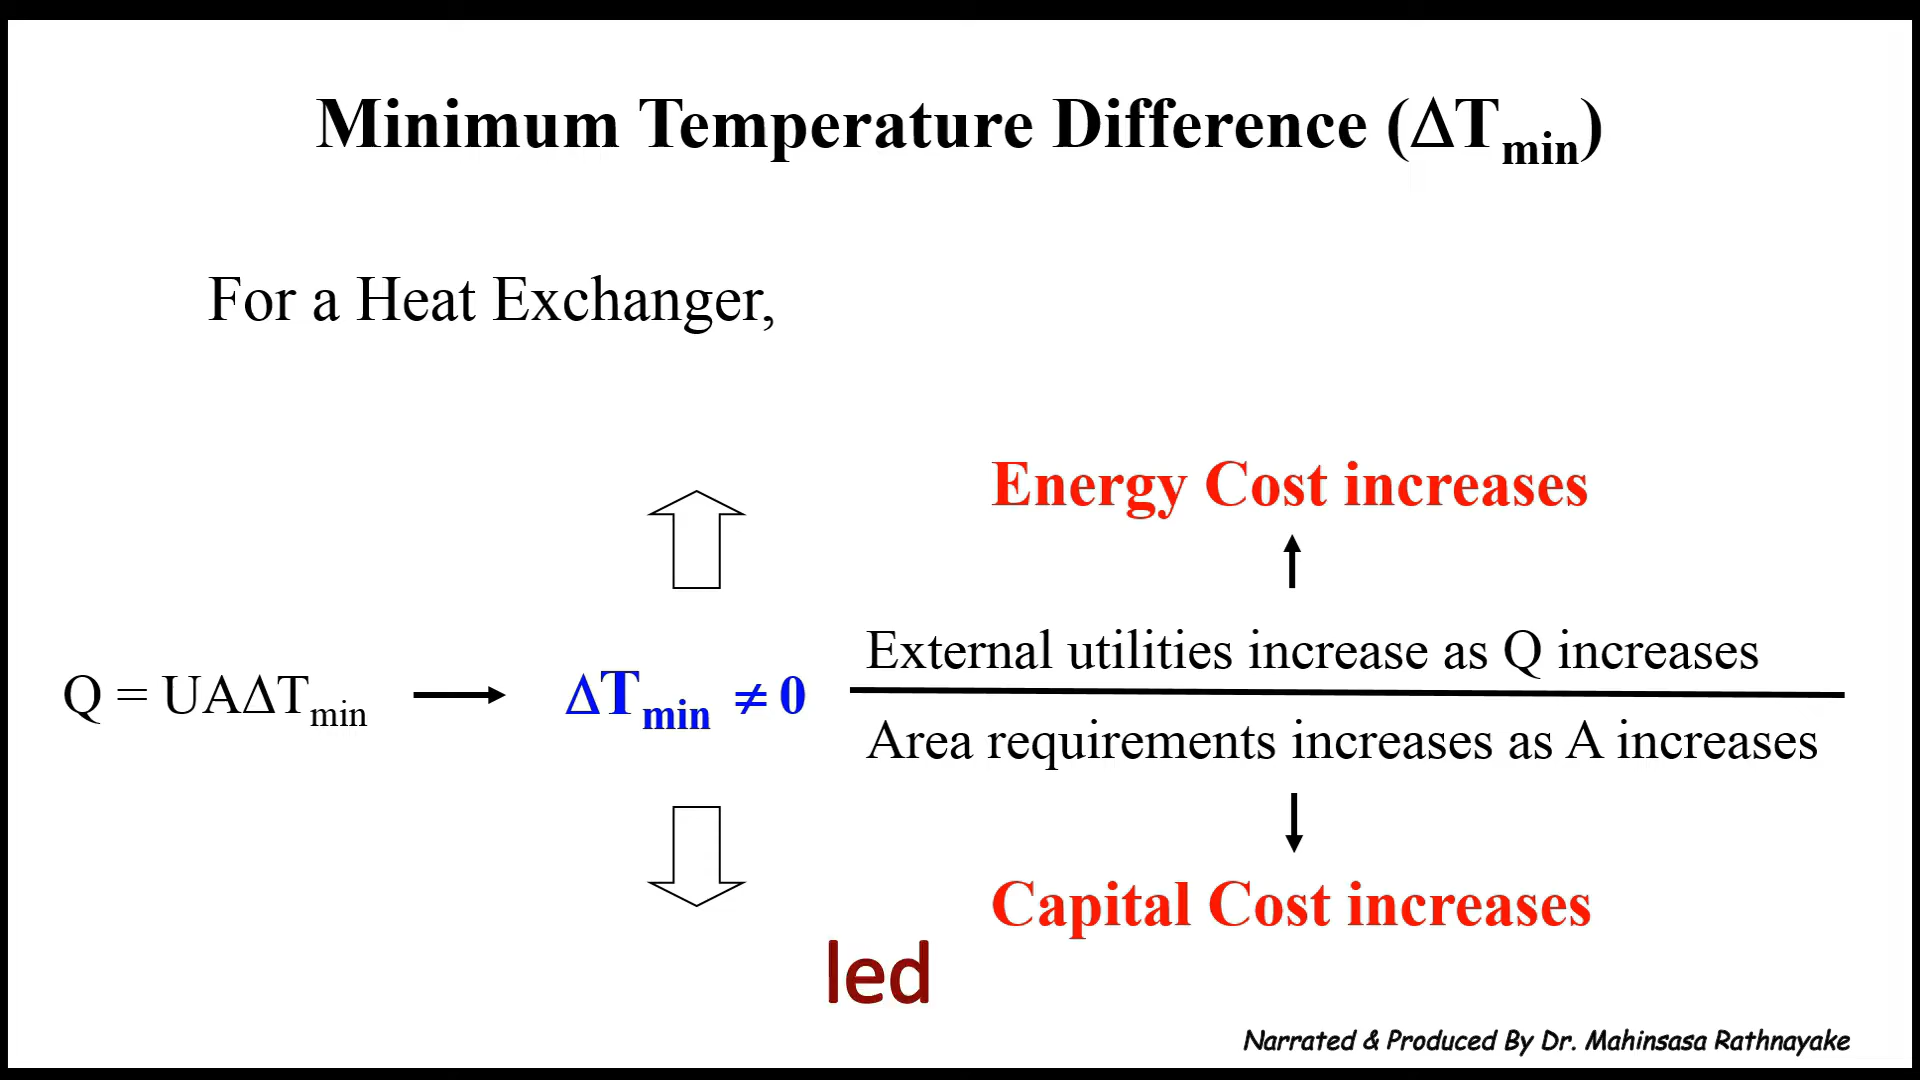 Minimum Temperature Difference (ΔTmin)
For a Heat Exchanger,
Energy Cost increases
External utilities increase as Q increases
Q = UAΔTmin
ΔTmin ≠ 0
Area requirements increases as A increases
Capital Cost increases
led
Narrated & Produced By Dr. Mahinsasa Rathnayake